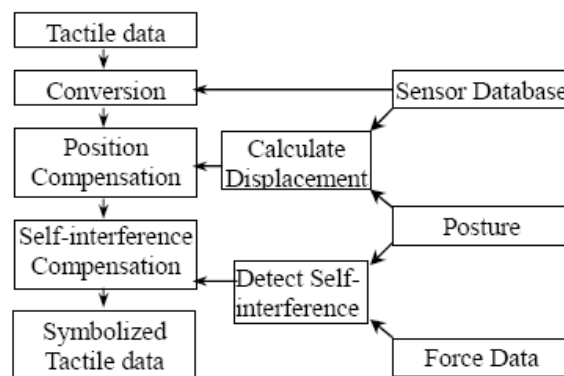 Tactile data
Conversion
Sensor Database
Position
Compensation
Calculate
Displacement
Posture
Self-interference
Compensation
Detect Self-
interference
Symbolized
Tactile data
Force Data